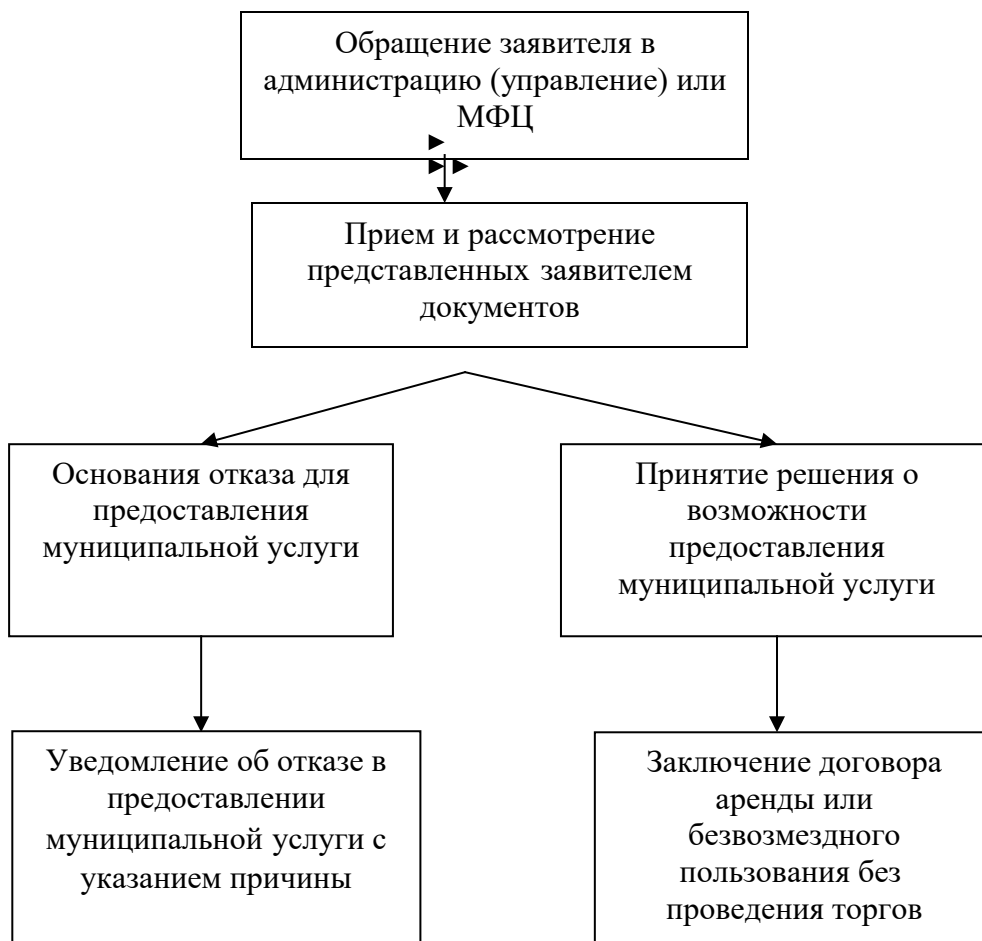 Обращение заявителя в
администрацию (управление) или
МФЦ
Прием и рассмотрение
представленных заявителем
документов
Основания отказа для
предоставления
муниципальной услуги
Принятие решения о
возможности
предоставления
муниципальной услуги
Уведомление об отказе в
предоставлении
муниципальной услуги с
указанием причины
Заключение договора
аренды или
безвозмездного
пользования без
проведения торгов